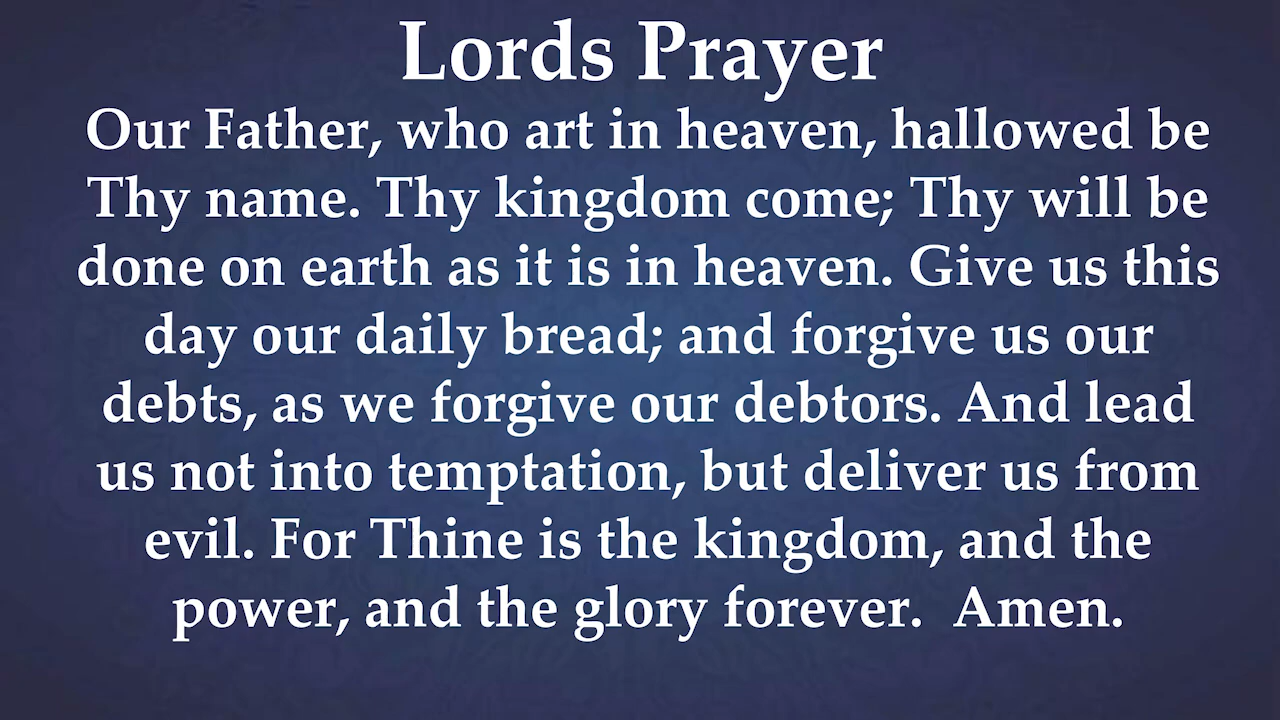 Lords Prayer
Our Father, who art in heaven, hallowed be
Thy name. Thy kingdom come; Thy will be
done on earth as it is in heaven. Give us this
day our daily bread; and forgive us our
debts, as we forgive our debtors. And lead
us not into temptation, but deliver us from
evil. For Thine is the kingdom, and the
power, and the glory forever.  Amen.